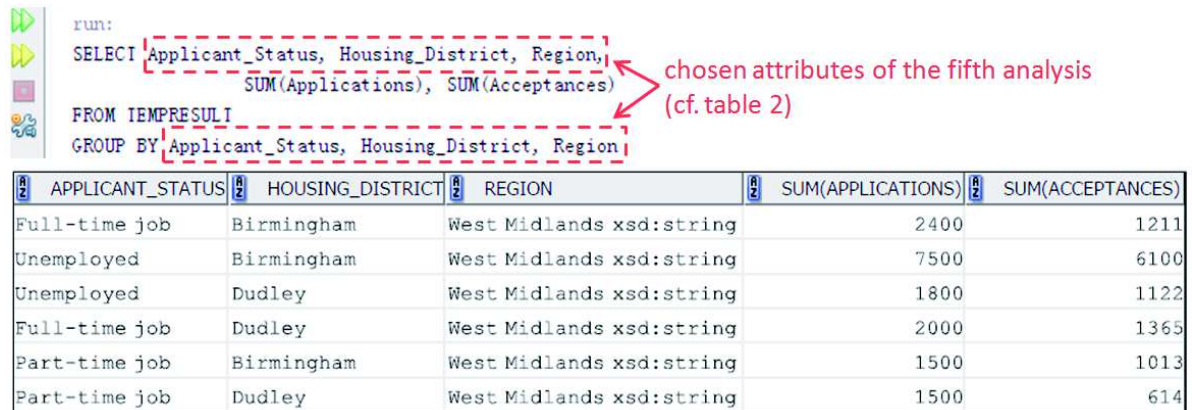 run:
SELECT Applicant_Status, Housing_District, Region,
SUM(Applications), SUM(Acceptances)
FROM TEMPRESULT
GROUP BY Applicant_Status, Housing_District, Region
chosen attributes of the fifth analysis
(cf. table 2)
APPLICANT_STATUS HOUSING_DISTRICT REGION SUM(APPLICATIONS) SUM(ACCEPTANCES)
Full-time job Birmingham West Midlands xsd:string 2400 1211
Unemployed Birmingham West Midlands xsd:string 7500 6100
Unemployed Dudley West Midlands xsd:string 1800 1122
Full-time job Dudley West Midlands xsd:string 2000 1365
Part-time job Birmingham West Midlands xsd:string 1500 1013
Part-time job Dudley West Midlands xsd:string 1500 614